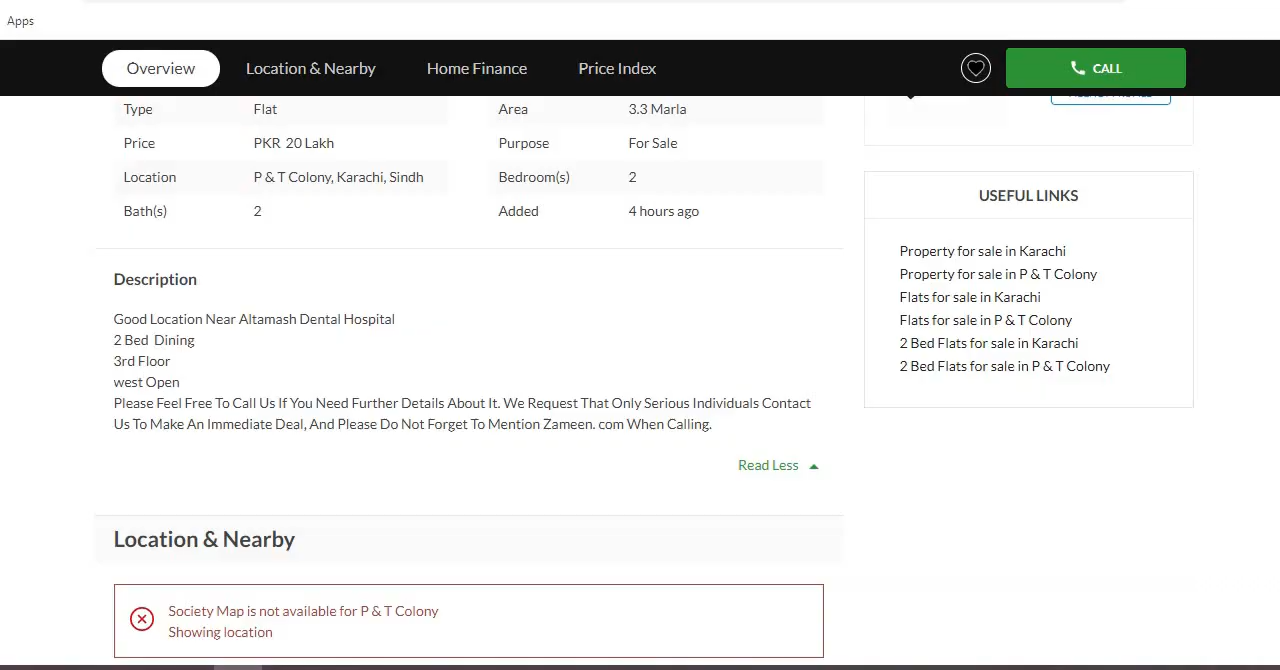 Apps
Overview
Location & Nearby
Home Finance
Price Index
CALL
Type Flat Area 3.3 Marla
Price PKR 20 Lakh Purpose For Sale
Location P & T Colony, Karachi, Sindh Bedroom(s) 2
Bath(s) 2 Added 4 hours ago
Description
Good Location Near Altamash Dental Hospital
2 Bed Dining
3rd Floor
west Open
Please Feel Free To Call Us If You Need Further Details About It. We Request That Only Serious Individuals Contact
Us To Make An Immediate Deal, And Please Do Not Forget To Mention Zameen. com When Calling.
Read Less
Location & Nearby
Society Map is not available for P & T Colony
Showing location
USEFUL LINKS
Property for sale in Karachi
Property for sale in P & T Colony
Flats for sale in Karachi
Flats for sale in P & T Colony
2 Bed Flats for sale in Karachi
2 Bed Flats for sale in P & T Colony